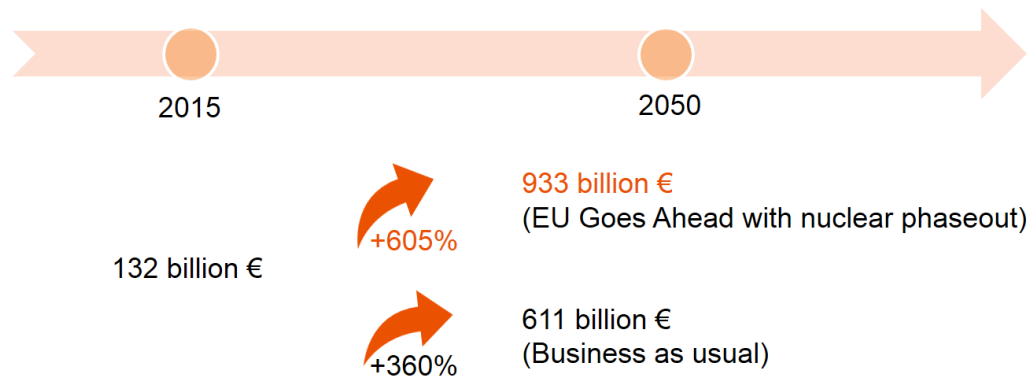 2015
2050
933 billion €
(EU Goes Ahead with nuclear phaseout)
+605%
132 billion €
611 billion €
(Business as usual)
+360%